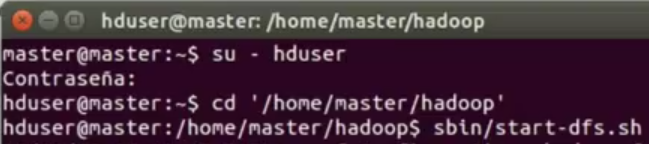 hduser@master: /home/master/hadoop
master@master:~$ su - hduser
Contraseña:
hduser@master:~$ cd '/home/master/hadoop'
hduser@master:/home/master/hadoop$ sbin/start-dfs.sh